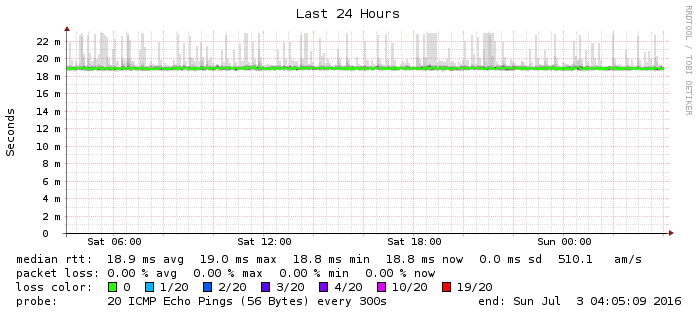 Last 24 Hours
RRDTOOL / TOBI OETIKER
Seconds
22 m
20 m
18 m
16 m
14 m
12 m
10 m
8 m
6 m
4 m
2 m
0
Sat 06:00 Sat 12:00 Sat 18:00 Sun 00:00
median rtt: 18.9 ms avg 19.0 ms max 18.8 ms min 18.8 ms now 0.0 ms sd 510.1 am/s
packet loss: 0.00 % avg 0.00 % max 0.00 % min 0.00 % now
loss color: 0 1/20 2/20 3/20 4/20 10/20 19/20
probe: 20 ICMP Echo Pings (56 Bytes) every 300s end: Sun Jul 3 04:05:09 2016